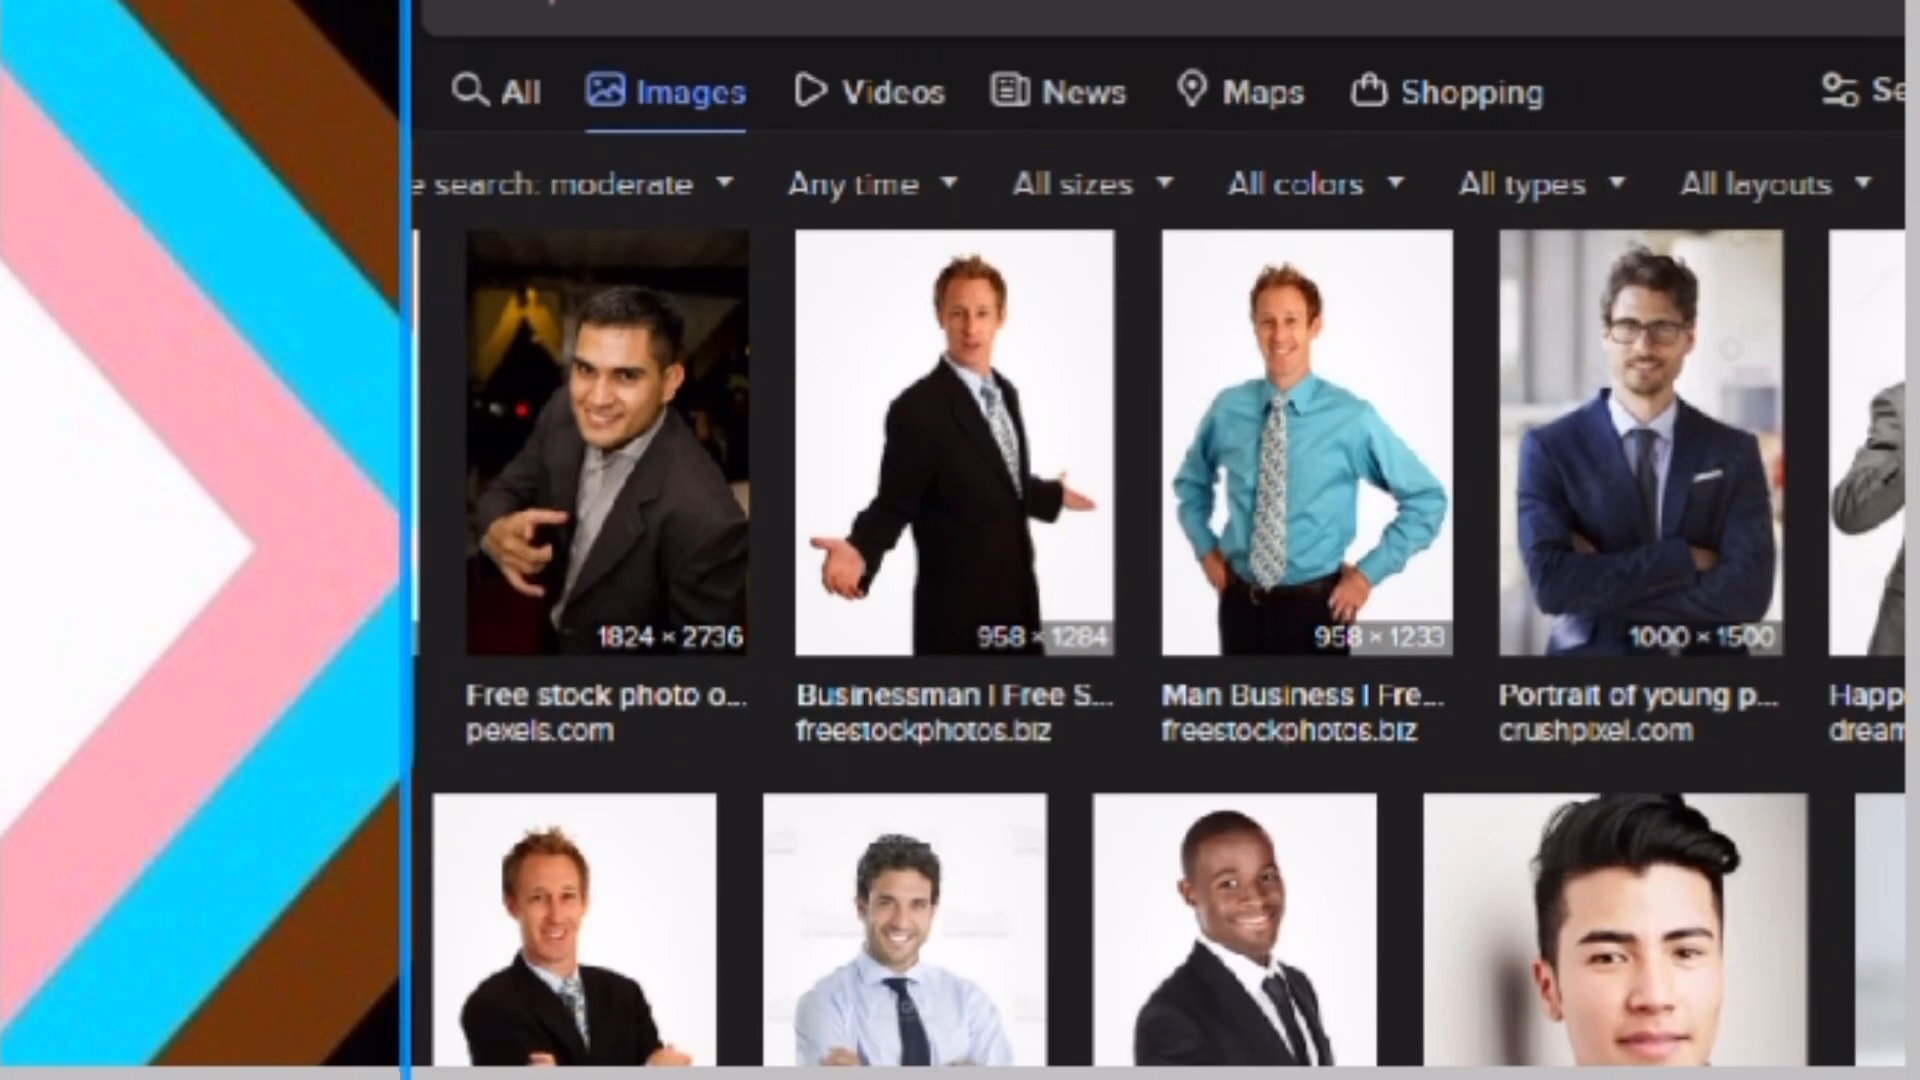 All Images Videos News Maps Shopping
e search: moderate Any time All sizes All colors All types All layouts
1824 × 2736 958 × 1284 958 × 1233 1000 × 1500
Free stock photo o... Businessman | Free S... Man Business | Fre... Portrait of young p... Happ
pexels.com freestockphotos.biz freestockphotos.biz crushpixel.com dream